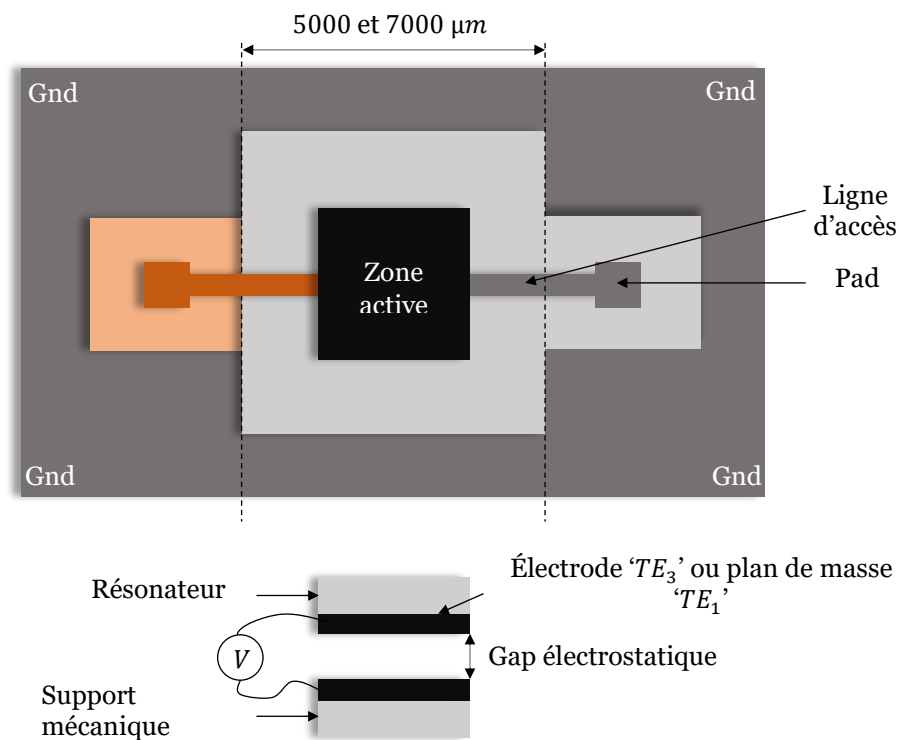 5000 et 7000 µm
Gnd
Gnd
Ligne
d’accès
Zone
active
Pad
Gnd
Gnd
Électrode ‘TE₃’ ou plan de masse
‘TE₁’
Résonateur
V
Gap électrostatique
Support
mécanique